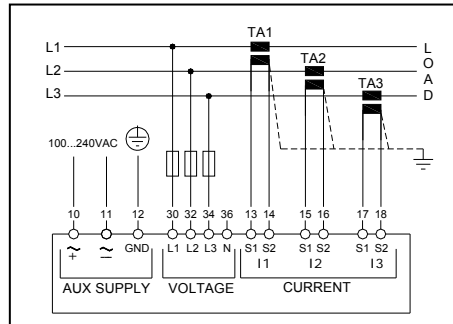 TA1
L1
TA2
L2
TA3
L3
L
O
A
D
100...240VAC
10 11 12 30 32 34 36 13 14 15 16 17 18
GND L1 L2 L3 N S1 S2 S1 S2 S1 S2
I1 I2 I3
AUX SUPPLY VOLTAGE CURRENT